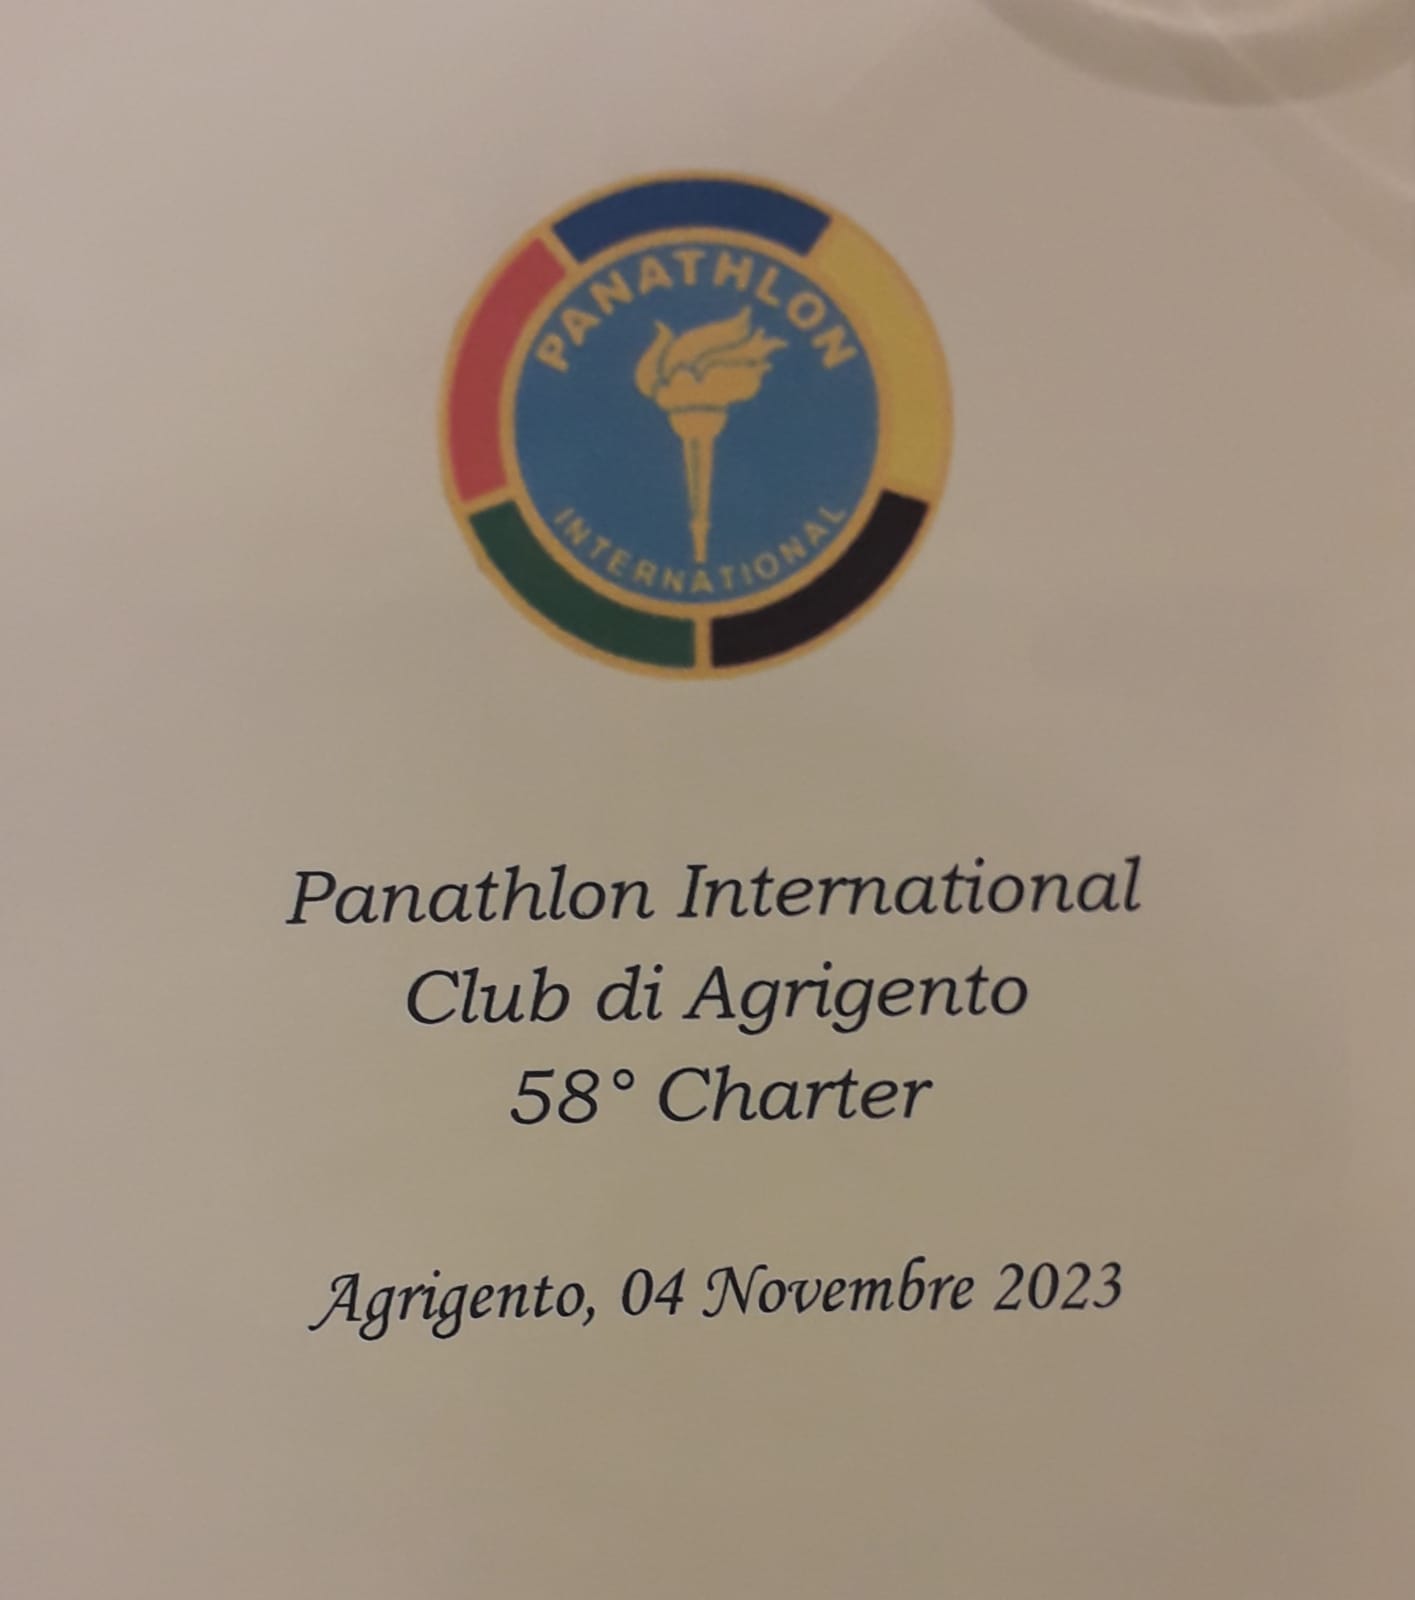 PANATHLON
INTERNATIONAL
Panathlon International
Club di Agrigento
58° Charter
Agrigento, 04 Novembre 2023